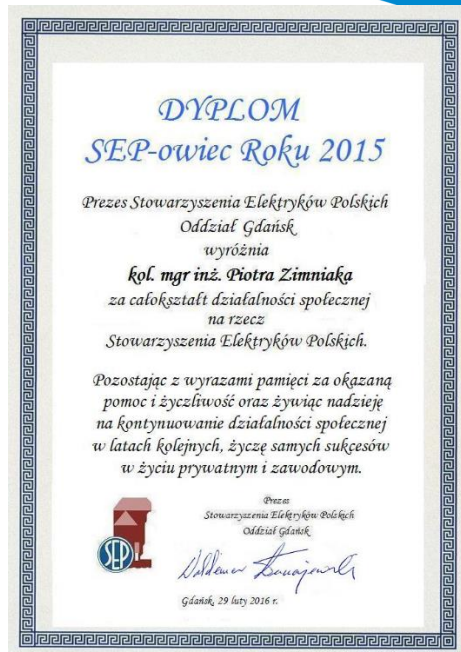 DYPLOM
SEP-owiec Roku 2015
Prezes Stowarzyszenia Elektryków Polskich
Oddział Gdańsk
wyróżnia
kol. mgr inż. Piotra Zimniaka
za całokształt działalności społecznej
na rzecz
Stowarzyszenia Elektryków Polskich.
Pozostając z wyrazami pamięci za okazaną
pomoc i życzliwość oraz żywiąc nadzieję
na kontynuowanie działalności społecznej
w latach kolejnych, życzę samych sukcesów
w życiu prywatnym i zawodowym.
Prezes
Stowarzyszenia Elektryków Polskich
Oddział Gdańsk
SEP
Waldemar
Gdańsk, 29 luty 2016 r.